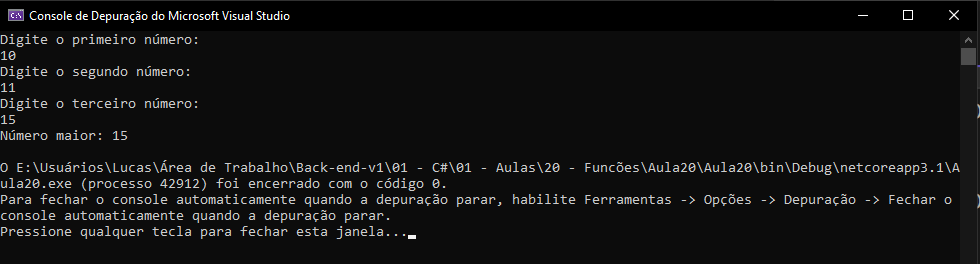 Console de Depuração do Microsoft Visual Studio
Digite o primeiro número:
10
Digite o segundo número:
11
Digite o terceiro número:
15
Número maior: 15
O E:\Usuários\Lucas\Área de Trabalho\Back-end-v1\01 - C#\01 - Aulas\20 - Funcões\Aula20\Aula20\bin\Debug\netcoreapp3.1\A
ula20.exe (processo 42912) foi encerrado com o código 0.
Para fechar o console automaticamente quando a depuração parar, habilite Ferramentas -> Opções -> Depuração -> Fechar o
console automaticamente quando a depuração parar.
Pressione qualquer tecla para fechar esta janela...